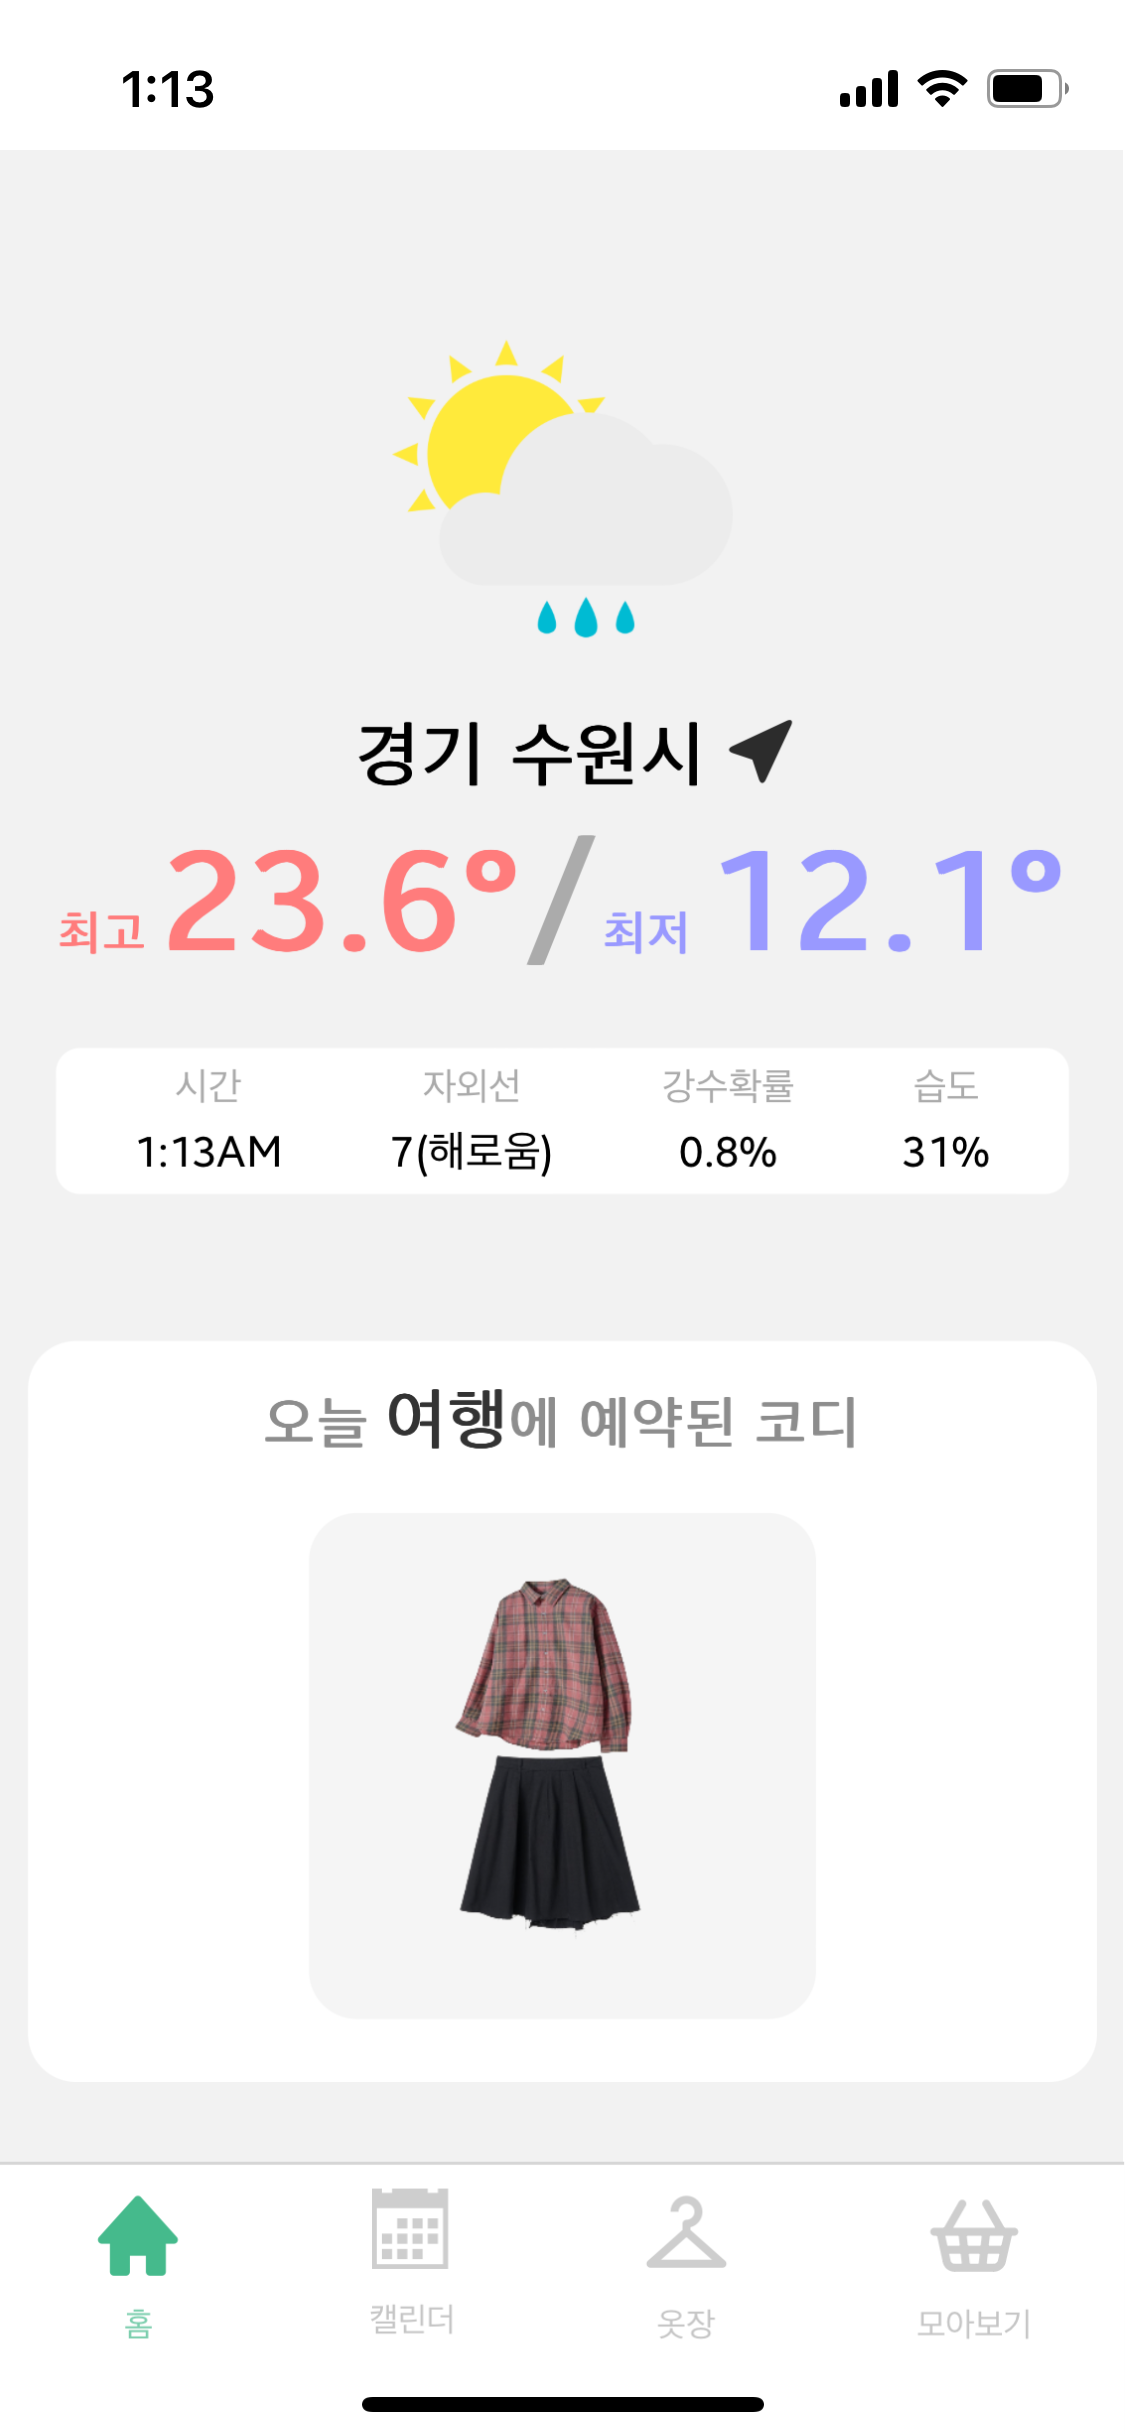 1:13
경기 수원시
최고 23.6° / 최저 12.1°
시간 자외선 강수확률 습도
1:13AM 7(해로움) 0.8% 31%
오늘 여행에 예약된 코디
홈 캘린더 옷장 모아보기